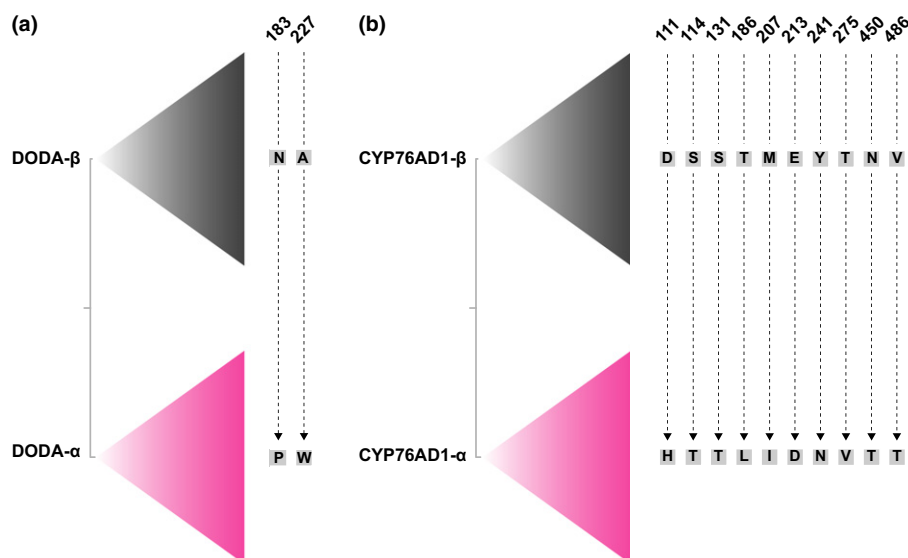 (a)
183 227
DODA-β N A
DODA-α P W
(b)
111 114 131 186 207 213 241 275 450 486
CYP76AD1-β D S S T M E Y T N V
CYP76AD1-α H T T L I D N V T T